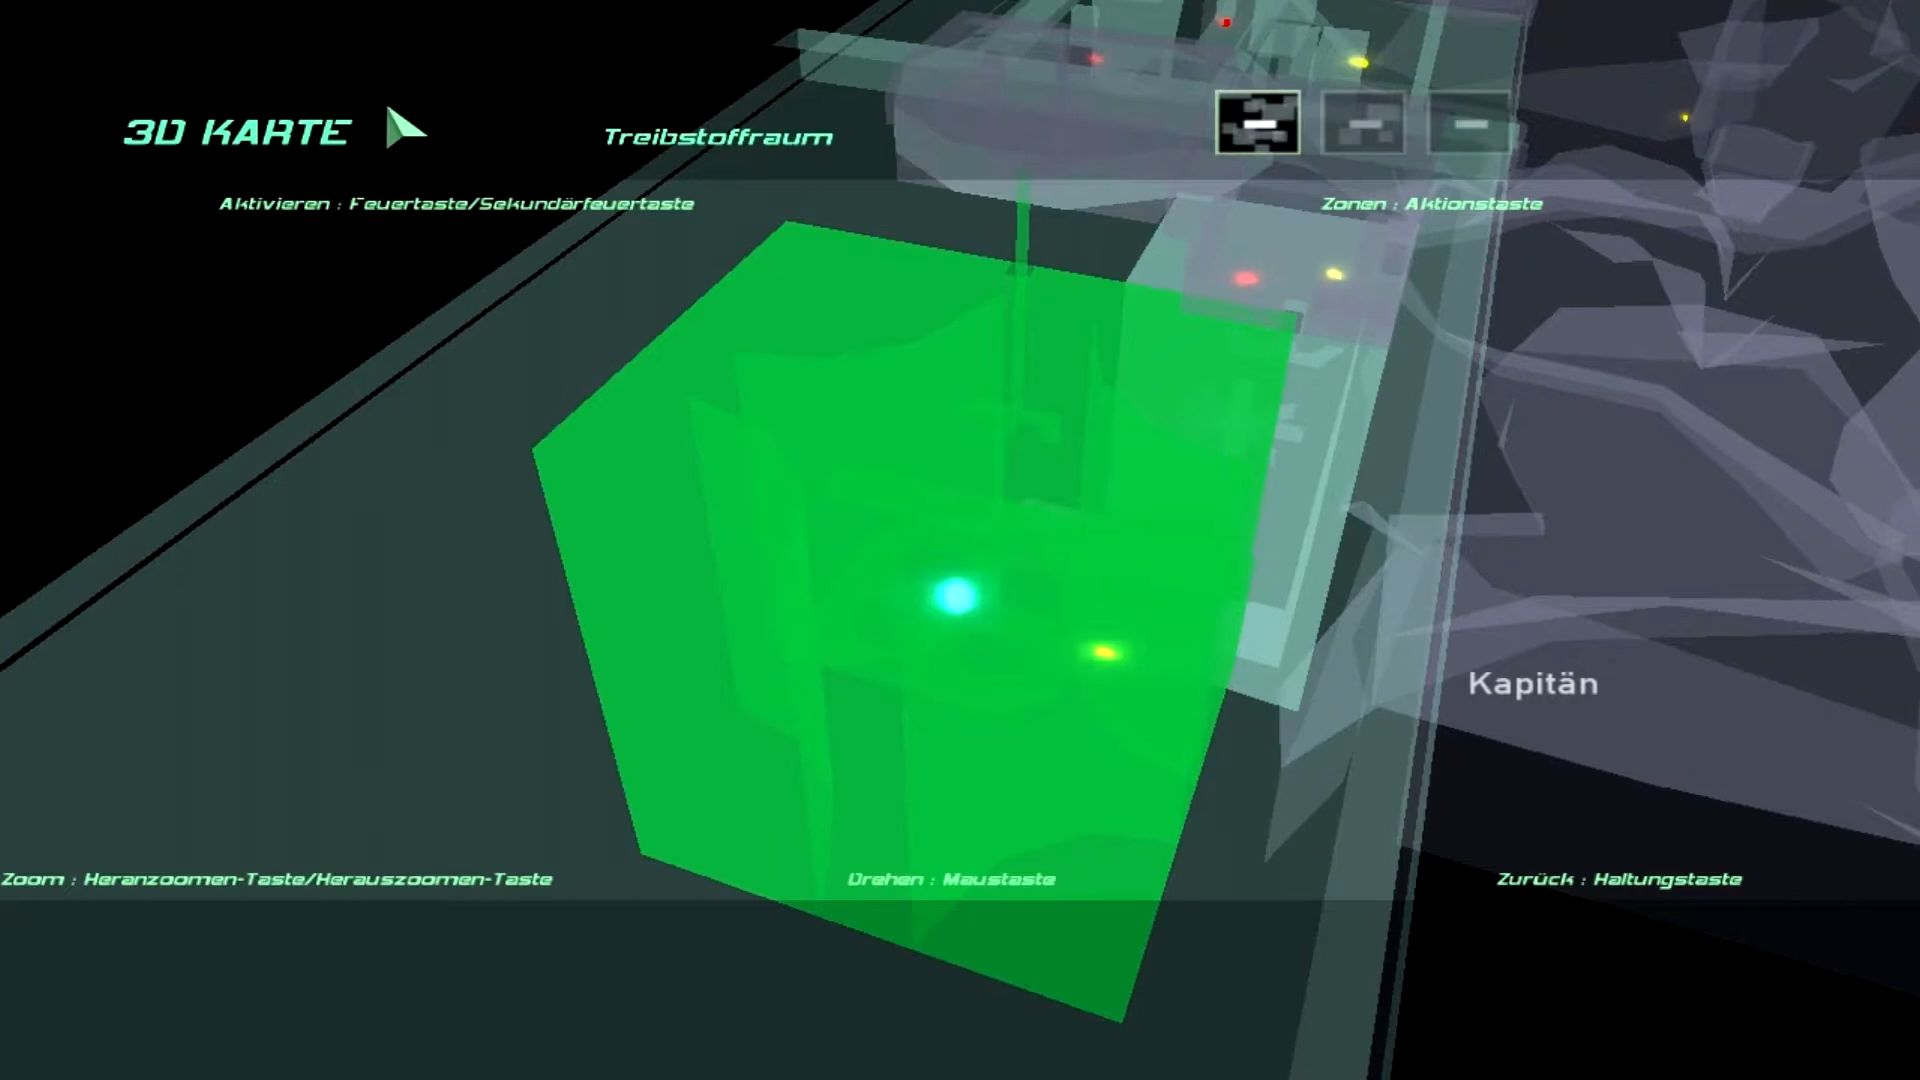 3D KARTE
Treibstoffraum
Aktivieren : Feuertaste/Sekundärfeuertaste
Zonen : Aktionstaste
Kapitän
Zoom : Heranzoomen-Taste/Herauszoomen-Taste
Drehen : Maustaste
Zurück : Haltungstaste